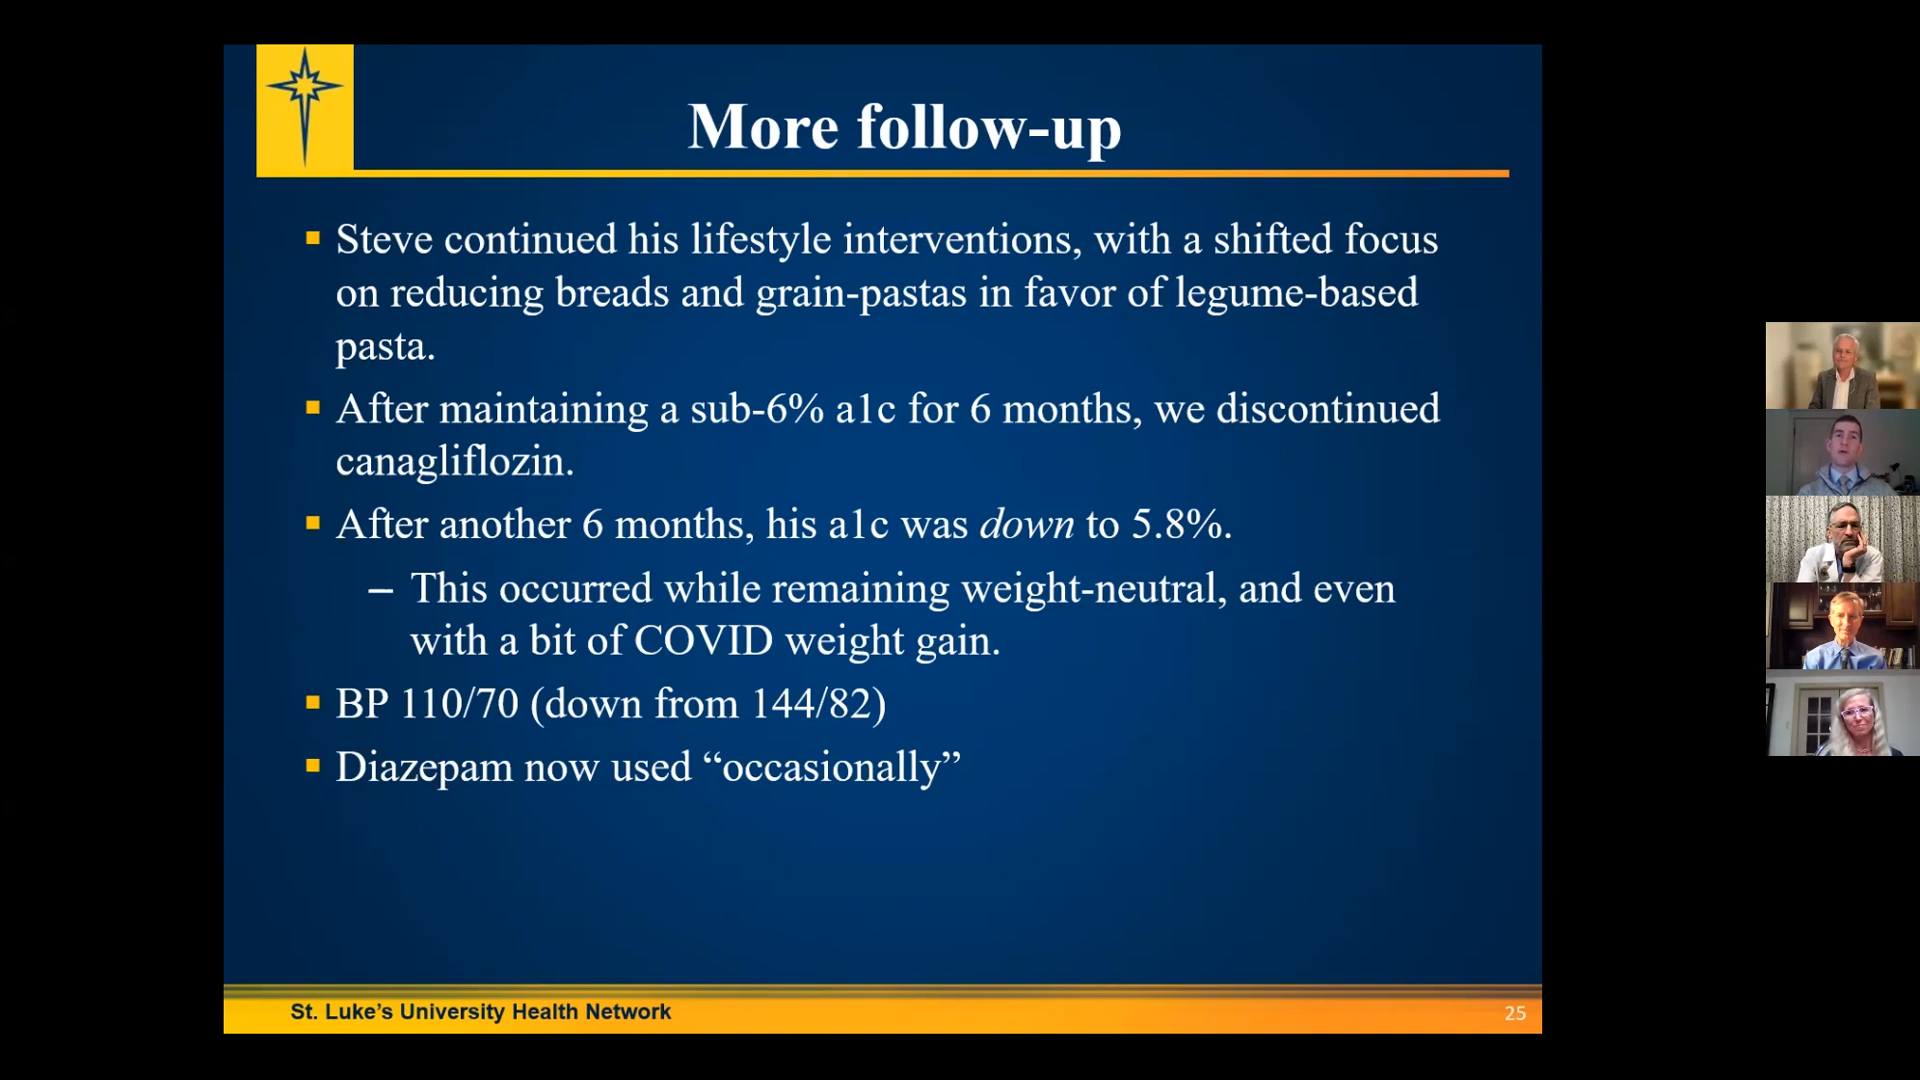 More follow-up
▪ Steve continued his lifestyle interventions, with a shifted focus
on reducing breads and grain-pastas in favor of legume-based
pasta.
▪ After maintaining a sub-6% a1c for 6 months, we discontinued
canagliflozin.
▪ After another 6 months, his a1c was down to 5.8%.
– This occurred while remaining weight-neutral, and even
with a bit of COVID weight gain.
▪ BP 110/70 (down from 144/82)
▪ Diazepam now used “occasionally”
St. Luke’s University Health Network
25